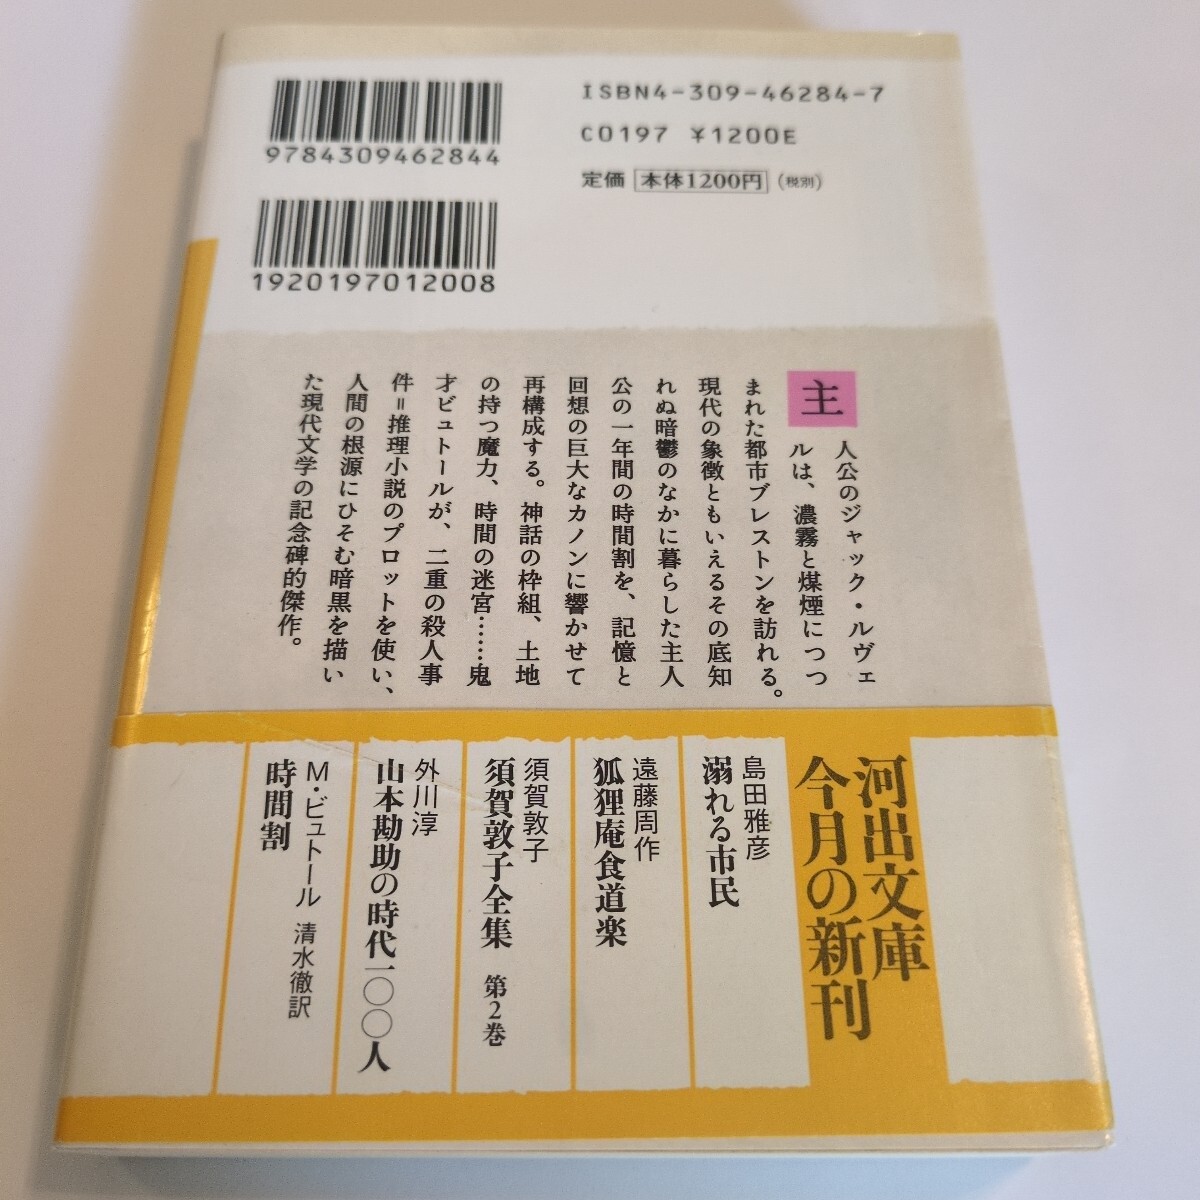 9784309462844
1920197012008
ISBN4-309-46284-7
C0197 ¥1200E
定価 本体1200円 (税別)
主人公のジャック・ルヴェ
ルは、濃霧と煤煙につつ
まれた都市ブレストンを訪れる。
現代の象徴ともいえるその底知
れぬ暗鬱のなかに暮らした主人
公の一年間の時間割を、記憶と
回想の巨大なカノンに響かせて
再構成する。神話の枠組、土地
の持つ魔力、時間の迷宮……鬼
才ビュトールが、二重の殺人事
件=推理小説のプロットを使い、
人間の根源にひそむ暗黒を描い
た現代文学の記念碑的傑作。
河出文庫
今月の新刊
島田雅彦
溺れる市民
遠藤周作
狐狸庵食道楽
須賀敦子
須賀敦子全集 第2巻
外川淳
山本勘助の時代一〇〇人
M・ビュトール 清水徹訳
時間割